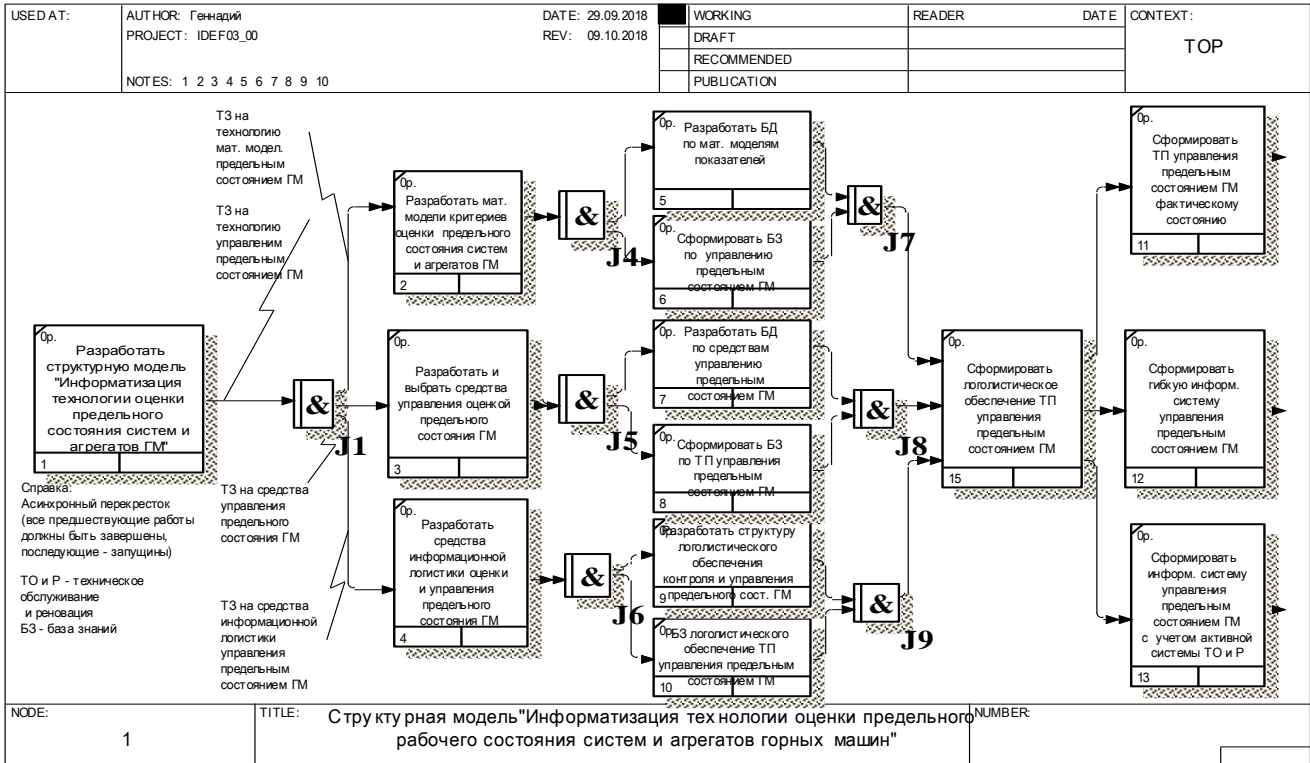 USED AT:
AUTHOR: Геннадий
DATE: 29.09.2018
PROJECT: IDEF03_00
REV: 09.10.2018
NOTES: 1 2 3 4 5 6 7 8 9 10
WORKING
DRAFT
RECOMMENDED
PUBLICATION
READER
DATE
CONTEXT:
TOP
ТЗ на
технологию
мат. модел.
предельным
состоянием ГМ
ТЗ на
технологию
управленим
предельным
состоянием ГМ
0р.
Разработать
структурную модель
"Информатизация
технологии оценки
предельного
состояния систем и
агрегатов ГМ"
1
Справка:
Асинхронный перекресток
(все предшествующие работы
должны быть завершены,
последующие - запущины)
ТО и Р - техническое
обслуживание
и реновация
БЗ - база знаний
ТЗ на средства
управления
предельного
состояния ГМ
ТЗ на средства
информационной
логистики
управления
предельным
состоянием ГМ
&
J1
0р.
Разработать мат.
модели критериев
оценки предельного
состояния систем
и агрегатов ГМ
2
0р.
Разработать и
выбрать средства
управления оценкой
предельного
состояния ГМ
3
0р.
Разработать
средства
информационной
логистики оценки
и управления
предельного
состояния ГМ
4
&
J4
&
J5
&
J6
0р.
Разработать БД
по мат. моделям
показателей
5
0р.
Сформировать БЗ
по управлению
предельным
состоянием ГМ
6
0р.
Разработать БД
по средствам
управлению
предельным
состоянием ГМ
7
0р.
Сформировать БЗ
по ТП управления
предельным
состоянием ГМ
8
0р.
Разработать структуру
логолистического
обеспечения
контроля и управления
предельного сост. ГМ
9
0р.
БЗ логолистического
обеспечение ТП
управления предельным
состоянием ГМ
10
&
J7
&
J8
&
J9
0р.
Сформировать
логолистическое
обеспечение ТП
управления
предельным
состоянием ГМ
15
0р.
Сформировать
ТП управления
предельным
состоянием ГМ
фактическому
состоянию
11
0р.
Сформировать
гибкую информ.
систему
управления
предельным
состоянием ГМ
12
0р.
Сформировать
информ. систему
управления
предельным
состоянием ГМ
с учетом активной
системы ТО и Р
13
NODE:
1
TITLE:
Структурная модель"Информатизация технологии оценки предельного
рабочего состояния систем и агрегатов горных машин"
NUMBER: